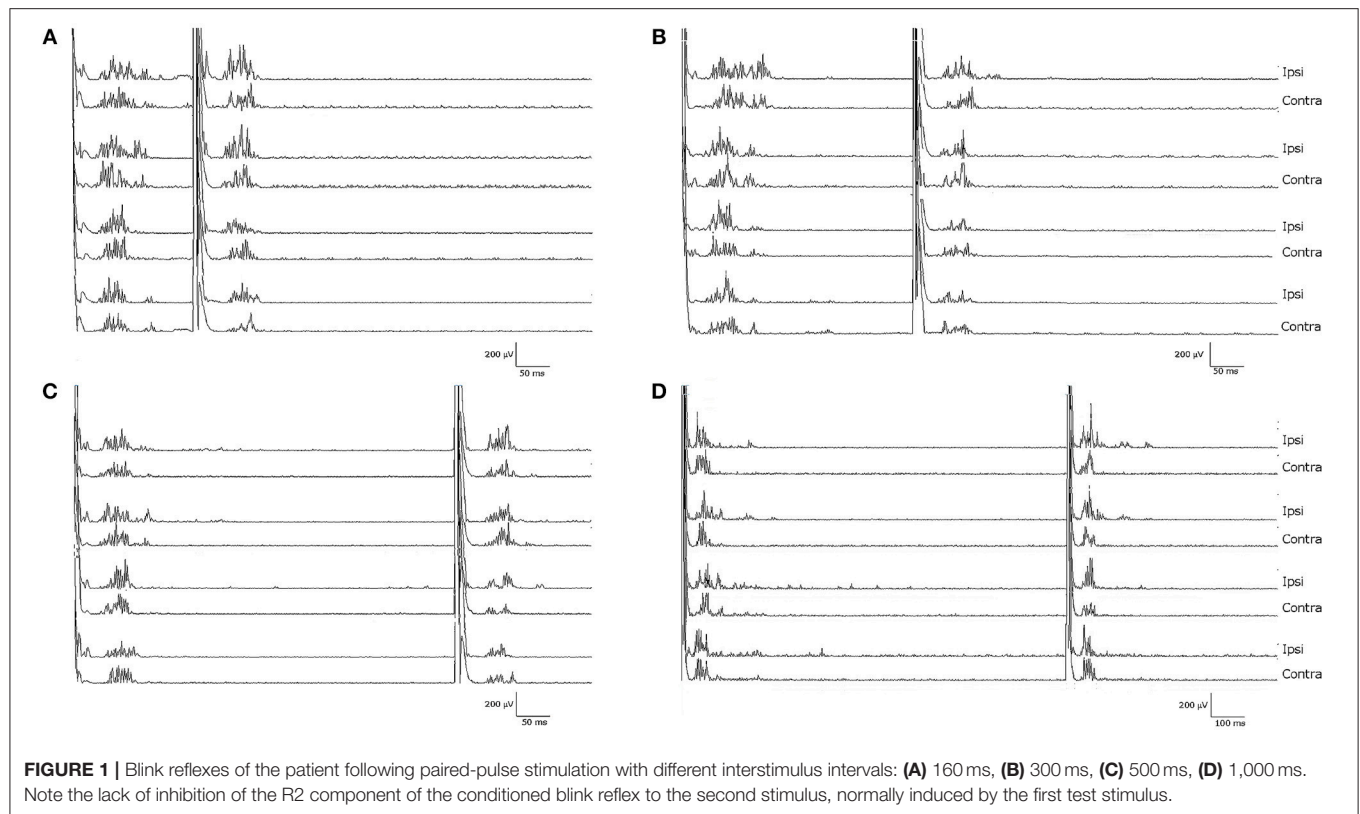 A
B
Ipsi
Contra
Ipsi
Contra
Ipsi
Contra
Ipsi
Contra
200 µV
50 ms
200 µV
50 ms
C
D
Ipsi
Contra
Ipsi
Contra
Ipsi
Contra
Ipsi
Contra
200 µV
50 ms
200 µV
100 ms
FIGURE 1 | Blink reflexes of the patient following paired-pulse stimulation with different interstimulus intervals: (A) 160 ms, (B) 300 ms, (C) 500 ms, (D) 1,000 ms.
Note the lack of inhibition of the R2 component of the conditioned blink reflex to the second stimulus, normally induced by the first test stimulus.